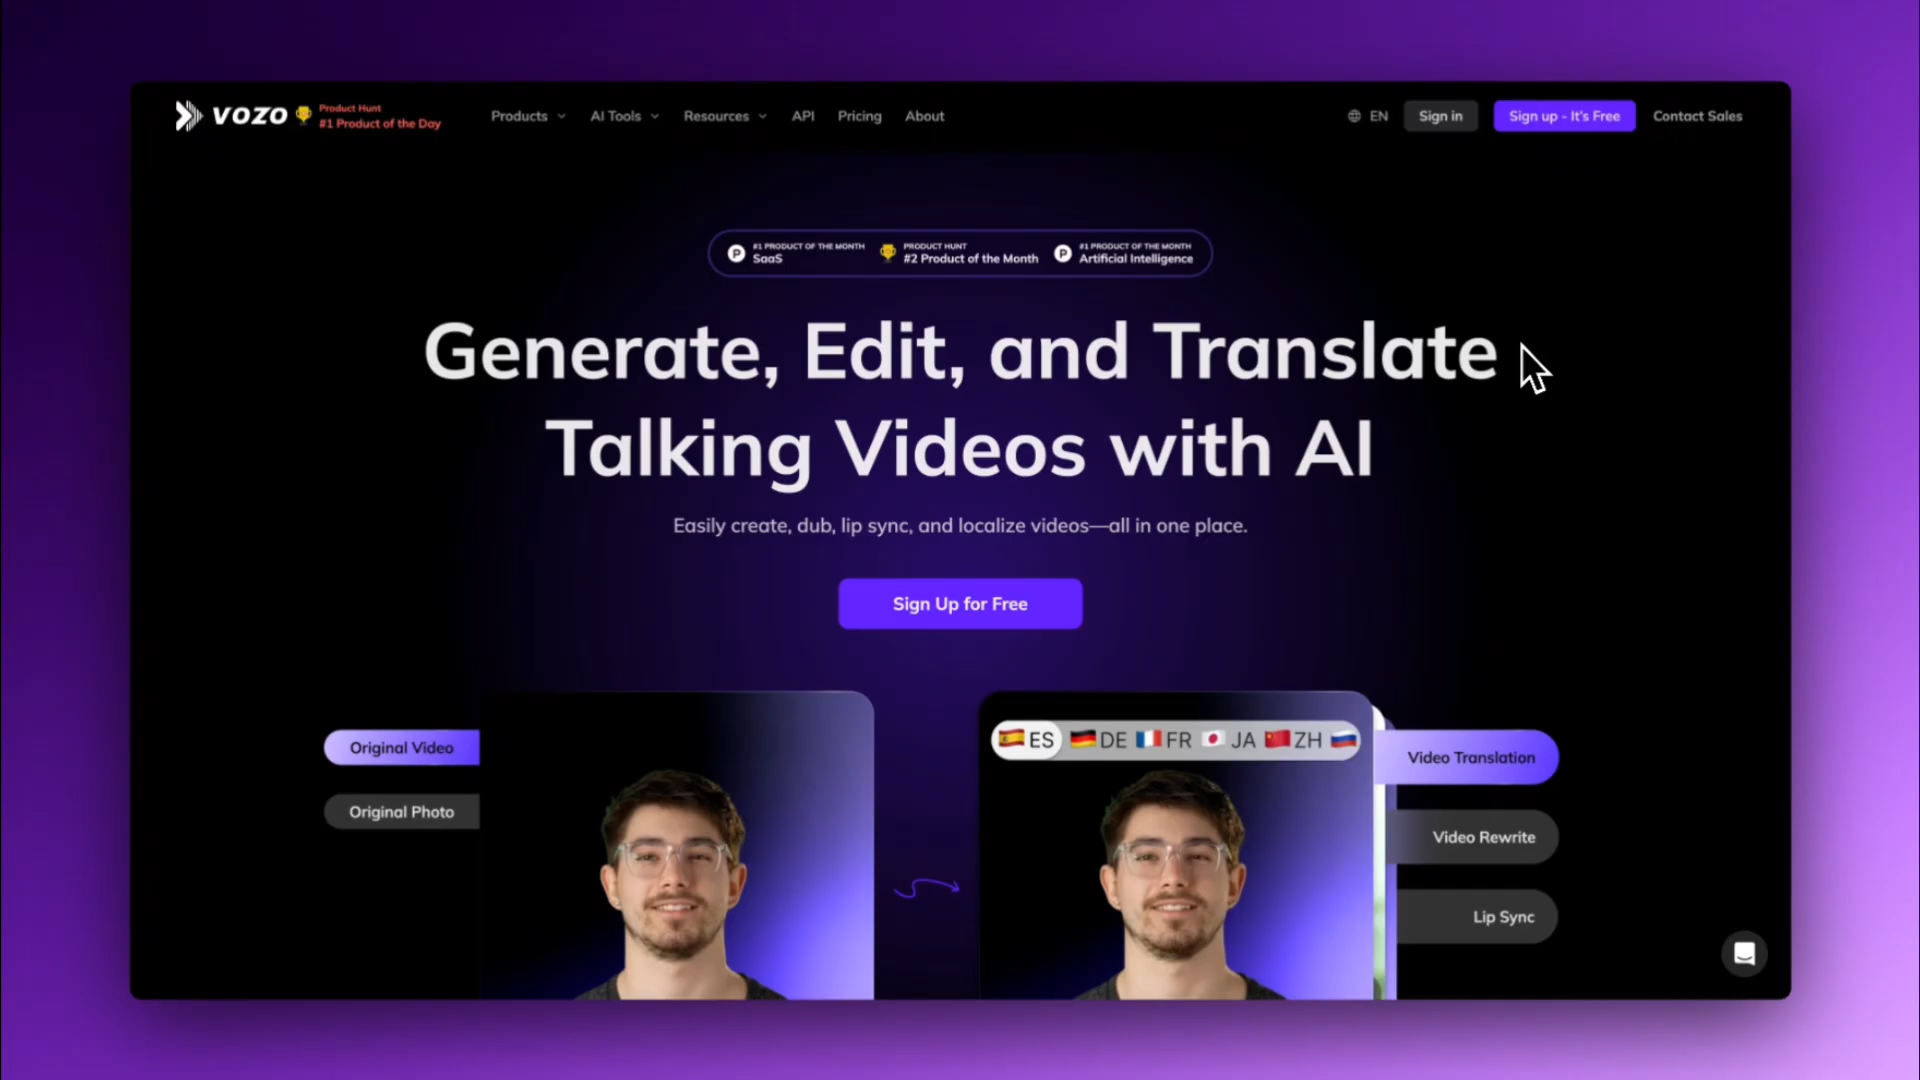 VOZO
Product Hunt
#1 Product of the Day
Products
AI Tools
Resources
API
Pricing
About
EN
Sign in
Sign up - It's Free
Contact Sales
#1 PRODUCT OF THE MONTH
SaaS
PRODUCT HUNT
#2 Product of the Month
#1 PRODUCT OF THE MONTH
Artificial Intelligence
Generate, Edit, and Translate
Talking Videos with AI
Easily create, dub, lip sync, and localize videos—all in one place.
Sign Up for Free
Original Video
Original Photo
ES DE FR JA ZH
Video Translation
Video Rewrite
Lip Sync